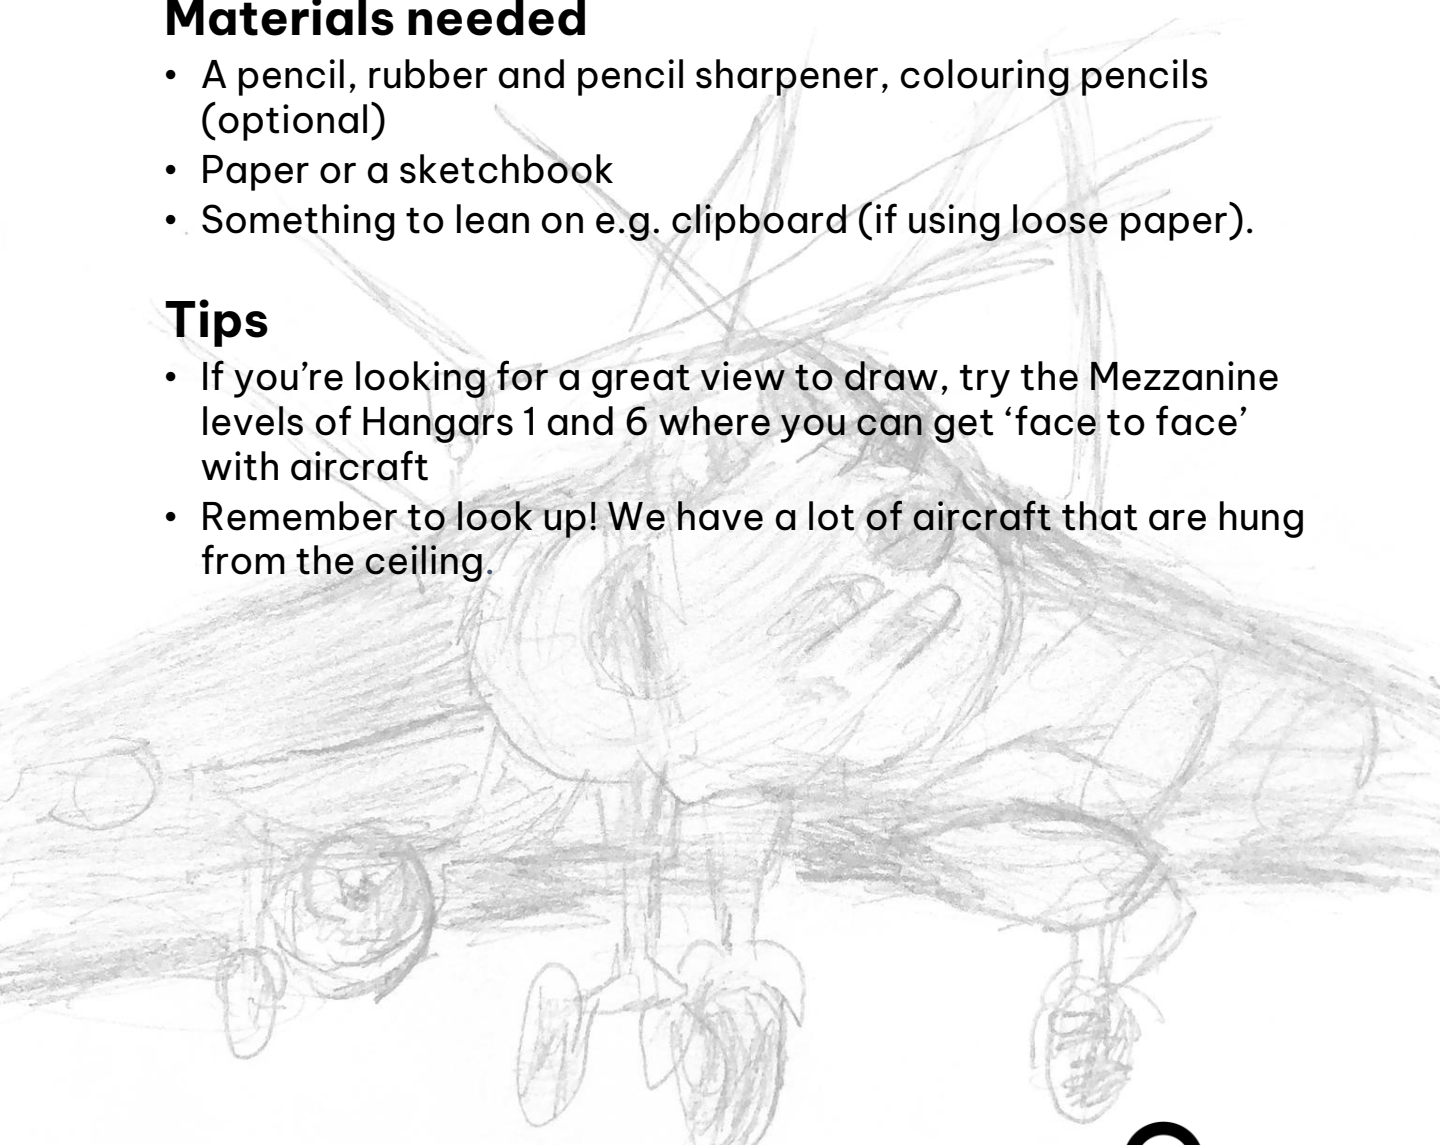 Materials needed
• A pencil, rubber and pencil sharpener, colouring pencils
(optional)
• Paper or a sketchbook
• Something to lean on e.g. clipboard (if using loose paper).
Tips
• If you’re looking for a great view to draw, try the Mezzanine
levels of Hangars 1 and 6 where you can get ‘face to face’
with aircraft
• Remember to look up! We have a lot of aircraft that are hung
from the ceiling.